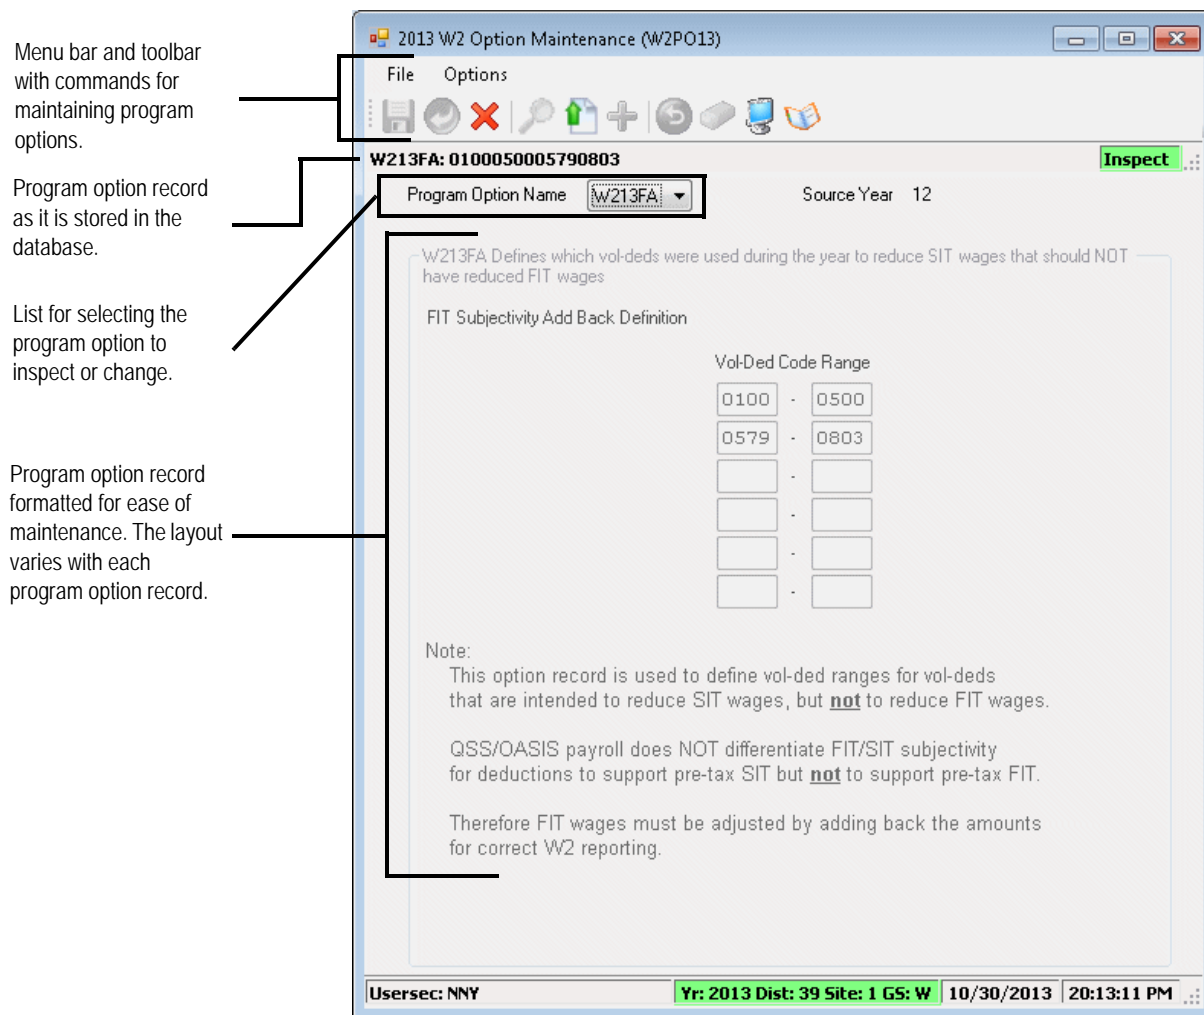 Menu bar and toolbar
with commands for
maintaining program
options.
Program option record
as it is stored in the
database.
List for selecting the
program option to
inspect or change.
Program option record
formatted for ease of
maintenance. The layout
varies with each
program option record.
2013 W2 Option Maintenance (W2PO13)
File Options
W213FA: 0100050005790803 Inspect
Program Option Name W213FA Source Year 12
W213FA Defines which vol-deds were used during the year to reduce SIT wages that should NOT
have reduced FIT wages
FIT Subjectivity Add Back Definition
Vol-Ded Code Range
0100 - 0500
0579 - 0803
-
-
-
-
Note:
This option record is used to define vol-ded ranges for vol-deds
that are intended to reduce SIT wages, but not to reduce FIT wages.
QSS/OASIS payroll does NOT differentiate FIT/SIT subjectivity
for deductions to support pre-tax SIT but not to support pre-tax FIT.
Therefore FIT wages must be adjusted by adding back the amounts
for correct W2 reporting.
Usersec: NNY Yr: 2013 Dist: 39 Site: 1 GS: W 10/30/2013 20:13:11 PM